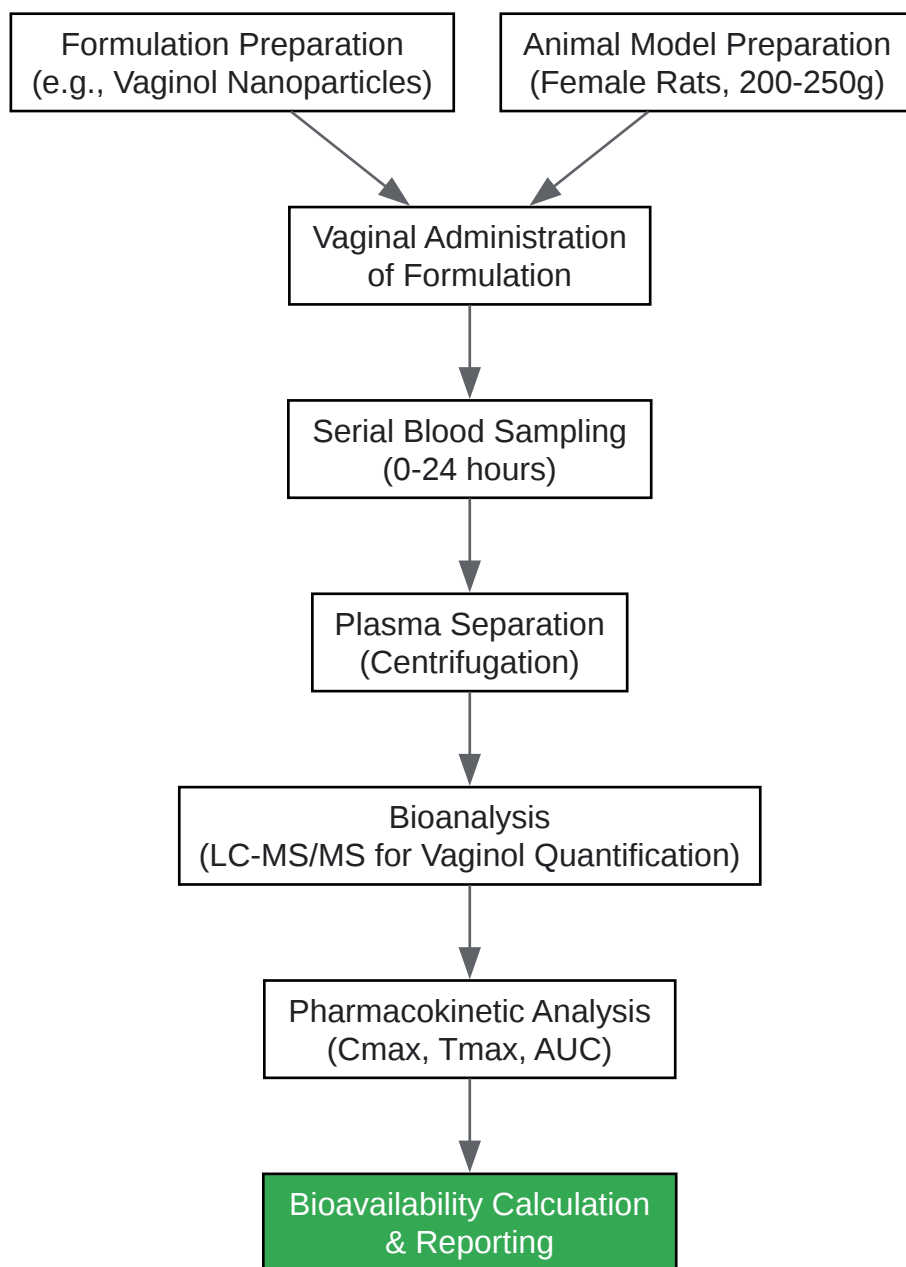 Formulation Preparation
(e.g., Vaginol Nanoparticles)
Animal Model Preparation
(Female Rats, 200-250g)
Vaginal Administration
of Formulation
Serial Blood Sampling
(0-24 hours)
Plasma Separation
(Centrifugation)
Bioanalysis
(LC-MS/MS for Vaginol Quantification)
Pharmacokinetic Analysis
(Cmax, Tmax, AUC)
Bioavailability Calculation
& Reporting